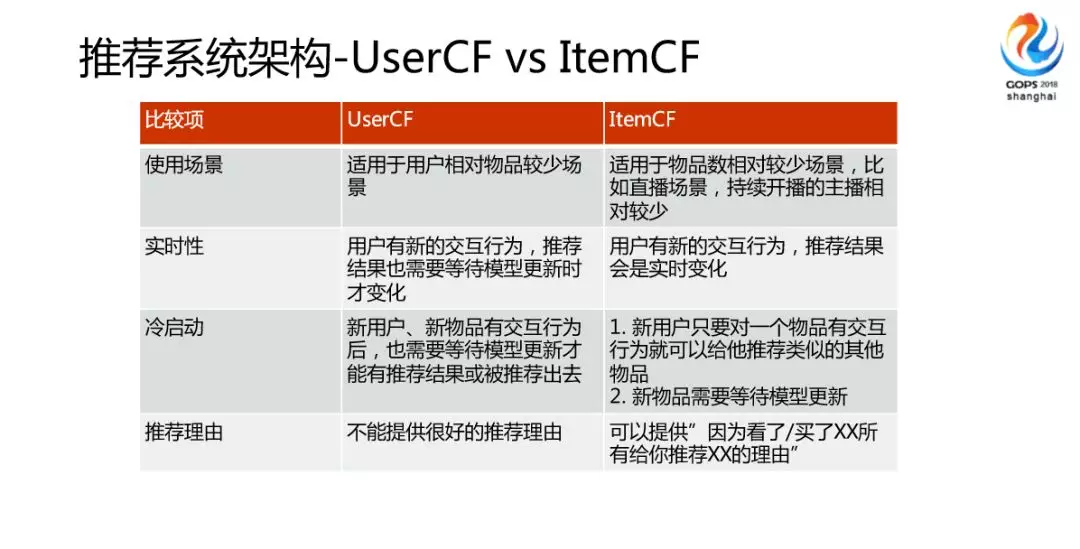 推荐系统架构-UserCF vs ItemCF
GOPS 2018
shanghai
比较项
UserCF
ItemCF
使用场景
适用于用户相对物品较少场
景
适用于物品数相对较少场景，比
如直播场景，持续开播的主播相
对较少
实时性
用户有新的交互行为，推荐
结果也需要等待模型更新时
才变化
用户有新的交互行为，推荐结果
会是实时变化
冷启动
新用户、新物品有交互行为
后，也需要等待模型更新才
能有推荐结果或被推荐出去
1. 新用户只要对一个物品有交互
行为就可以给他推荐类似的其他
物品
2. 新物品需要等待模型更新
推荐理由
不能提供很好的推荐理由
可以提供”因为看了/买了XX所
有给你推荐XX的理由”